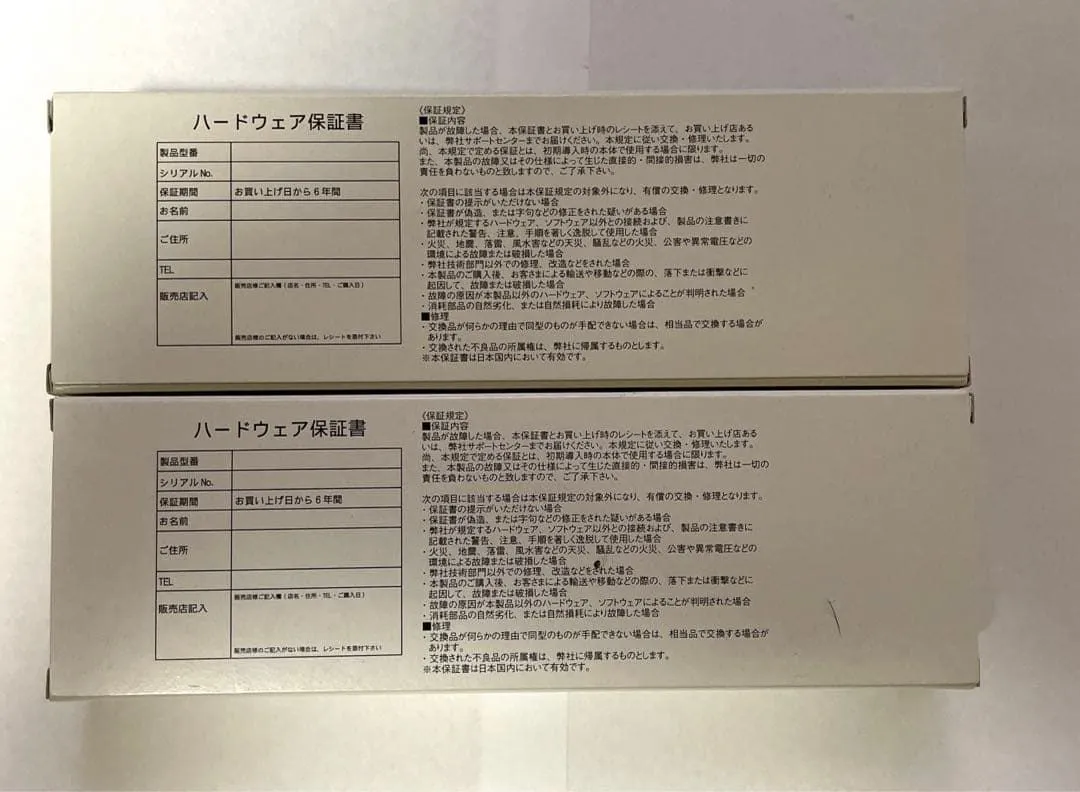 ハードウェア保証書
製品型番
シリアルNo.
保証期間 お買い上げ日から6年間
お名前
ご住所
TEL
販売店記入
販売店様ご記入欄(店名・住所・TEL・ご購入日)
販売店様のご記入がない場合は、レシートを添付下さい
〈保証規定〉
■保証内容
製品が故障した場合、本保証書とお買い上げ時のレシートを添えて、お買い上げ店ある
いは、弊社サポートセンターまでお届けください。本規定に従い交換・修理いたします。
尚、本規定で定める保証とは、初期導入時の本体で使用する場合に限ります。
また、本製品の故障又はその仕様によって生じた直接的・間接的損害は、弊社は一切の
責任を負わないものと致しますので、ご了承下さい。
次の項目に該当する場合は本保証規定の対象外になり、有償の交換・修理となります。
・保証書の提示がいただけない場合
・保証書が偽造、または字句などの修正をされた疑いがある場合
・弊社が規定するハードウェア、ソフトウェア以外との接続および、製品の注意書きに
記載された警告、注意、手順を著しく逸脱して使用した場合
・火災、地震、落雷、風水害などの天災、騒乱などの火災、公害や異常電圧などの
環境による故障または破損した場合
・弊社技術部門以外での修理、改造などをされた場合
・本製品のご購入後、お客さまによる輸送や移動などの際の、落下または衝撃などに
起因して、故障または破損した場合
・故障の原因が本製品以外のハードウェア、ソフトウェアによることが判明された場合
・消耗部品の自然劣化、または自然損耗により故障した場合
■修理
・交換品が何らかの理由で同型のものが手配できない場合は、相当品で交換する場合が
あります。
・交換された不良品の所属権は、弊社に帰属するものとします。
※本保証書は日本国内において有効です。
ハードウェア保証書
製品型番
シリアルNo.
保証期間 お買い上げ日から6年間
お名前
ご住所
TEL
販売店記入
販売店様ご記入欄(店名・住所・TEL・ご購入日)
販売店様のご記入がない場合は、レシートを添付下さい
〈保証規定〉
■保証内容
製品が故障した場合、本保証書とお買い上げ時のレシートを添えて、お買い上げ店ある
いは、弊社サポートセンターまでお届けください。本規定に従い交換・修理いたします。
尚、本規定で定める保証とは、初期導入時の本体で使用する場合に限ります。
また、本製品の故障又はその仕様によって生じた直接的・間接的損害は、弊社は一切の
責任を負わないものと致しますので、ご了承下さい。
次の項目に該当する場合は本保証規定の対象外になり、有償の交換・修理となります。
・保証書の提示がいただけない場合
・保証書が偽造、または字句などの修正をされた疑いがある場合
・弊社が規定するハードウェア、ソフトウェア以外との接続および、製品の注意書きに
記載された警告、注意、手順を著しく逸脱して使用した場合
・火災、地震、落雷、風水害などの天災、騒乱などの火災、公害や異常電圧などの
環境による故障または破損した場合
・弊社技術部門以外での修理、改造などをされた場合
・本製品のご購入後、お客さまによる輸送や移動などの際の、落下または衝撃などに
起因して、故障または破損した場合
・故障の原因が本製品以外のハードウェア、ソフトウェアによることが判明された場合
・消耗部品の自然劣化、または自然損耗により故障した場合
■修理
・交換品が何らかの理由で同型のものが手配できない場合は、相当品で交換する場合が
あります。
・交換された不良品の所属権は、弊社に帰属するものとします。
※本保証書は日本国内において有効です。